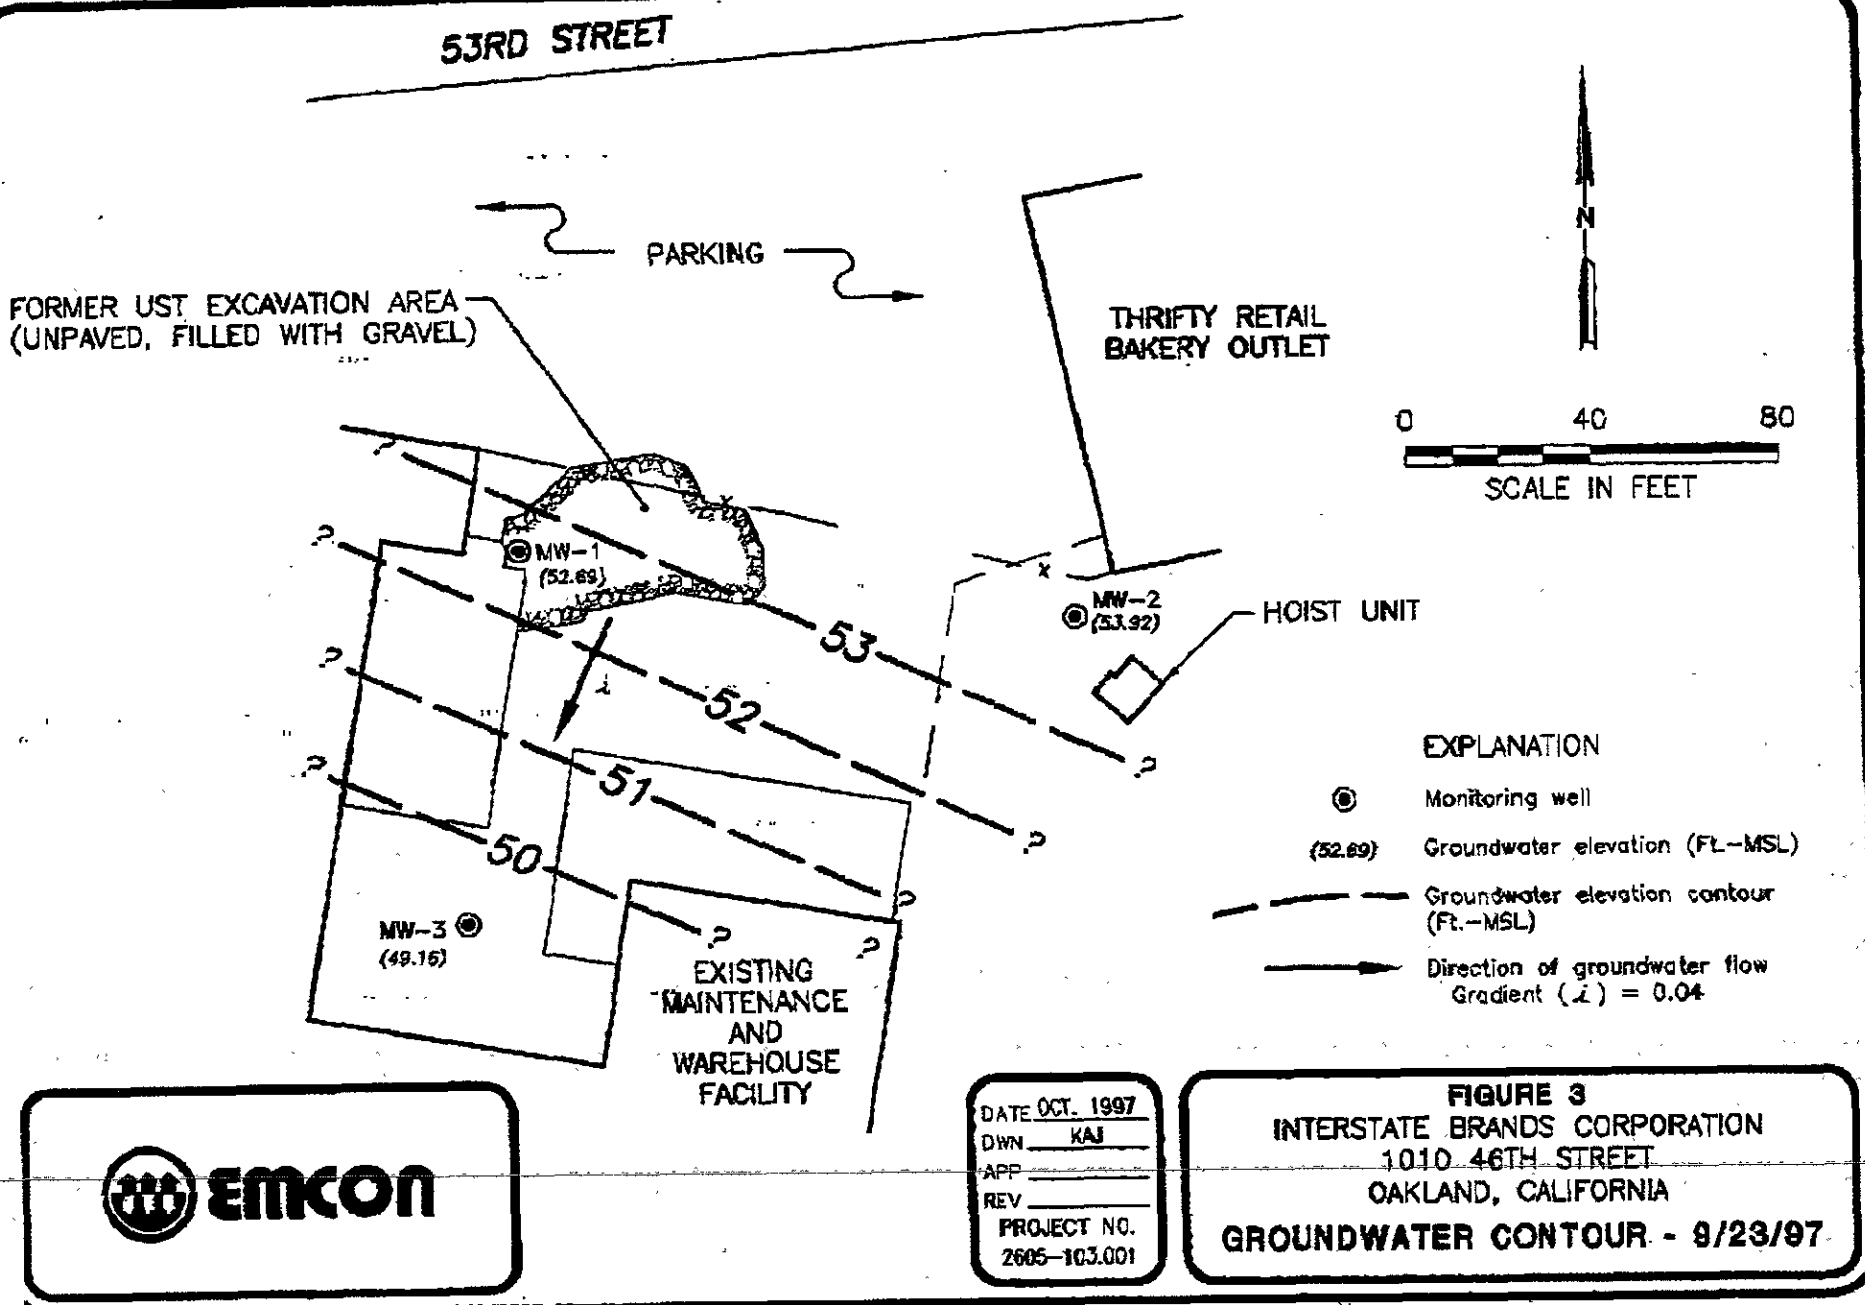 53RD STREET
PARKING
FORMER UST EXCAVATION AREA
(UNPAVED, FILLED WITH GRAVEL)
THRIFTY RETAIL
BAKERY OUTLET
N
0 40 80
SCALE IN FEET
?
?
?
?
MW-1
(52.69)
MW-2
(53.92)
HOIST UNIT
x
x
i
53
52
51
50
?
?
?
?
?
MW-3
(49.16)
EXISTING
MAINTENANCE
AND
WAREHOUSE
FACILITY
EXPLANATION
Monitoring well
(52.69) Groundwater elevation (Ft.-MSL)
Groundwater elevation contour
(Ft.-MSL)
Direction of groundwater flow
Gradient (i) = 0.04
EMCON
DATE OCT. 1997
DWN KAJ
APP
REV
PROJECT NO.
2605-103.001
FIGURE 3
INTERSTATE BRANDS CORPORATION
1010 46TH STREET
OAKLAND, CALIFORNIA
GROUNDWATER CONTOUR - 9/23/97